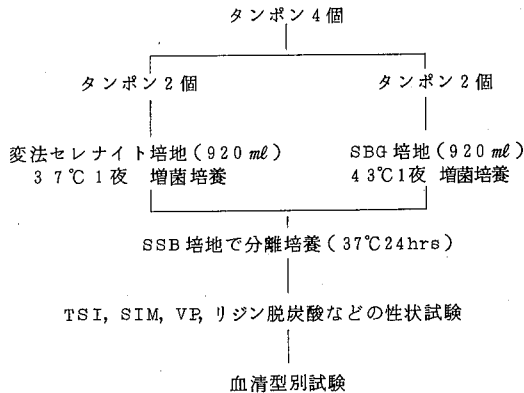 タンポン4個
タンポン2個
タンポン2個
変法セレナイト培地(920㎖)
37℃1夜 増菌培養
SBG培地(920㎖)
43℃1夜 増菌培養
SSB培地で分離培養(37℃24hrs)
TSI, SIM, VP, リジン脱炭酸などの性状試験
血清型別試験